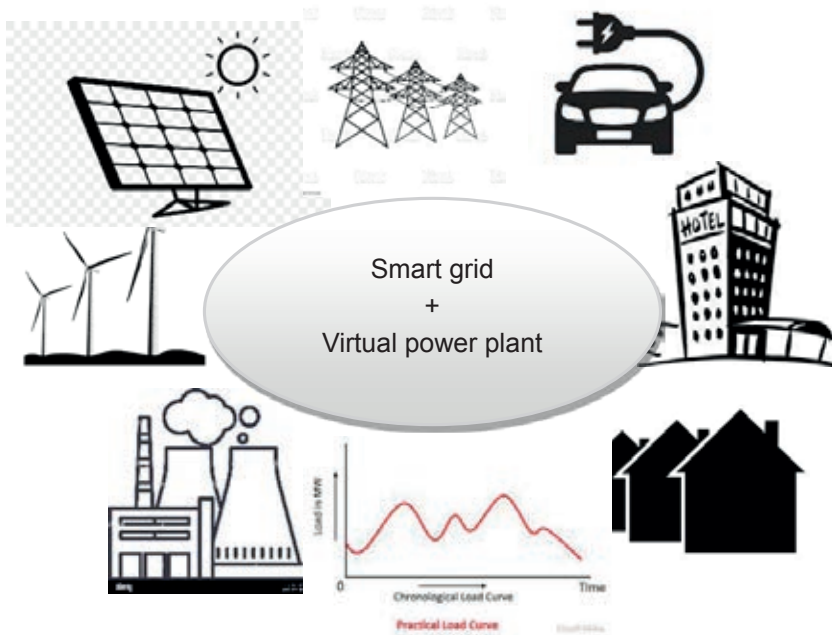 HOTEL
Smart grid
+
Virtual power plant
Load in MW
0
Time
Chronological Load Curve
Practical Load Curve